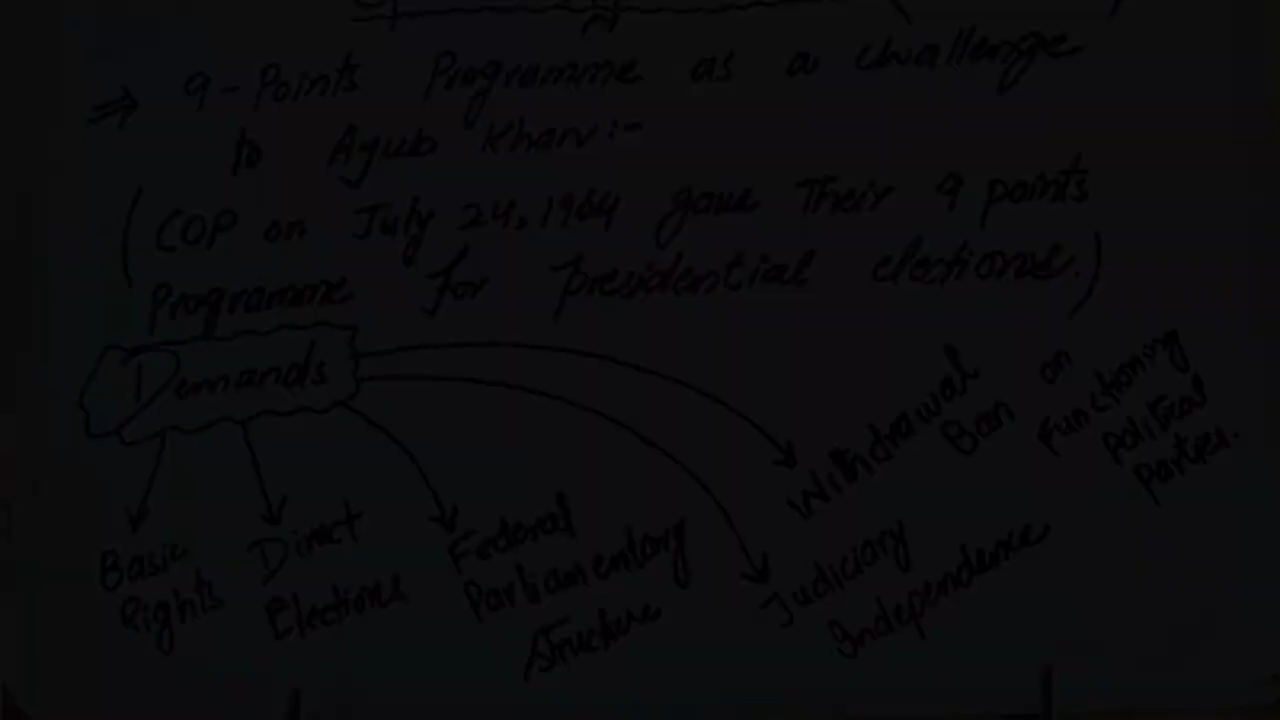 ⇒ 9-Points Programme as a challenge
to Ayub Khan:-
(COP on July 24, 1964 gave Their 9 points
Programme for presidential elections.)
Demands
Basic
Rights
Direct
Elections
Federal
Parliamentary
Structure
Judiciary
Independence
Withdrawal
Ban on
Functioning
Political
Parties.